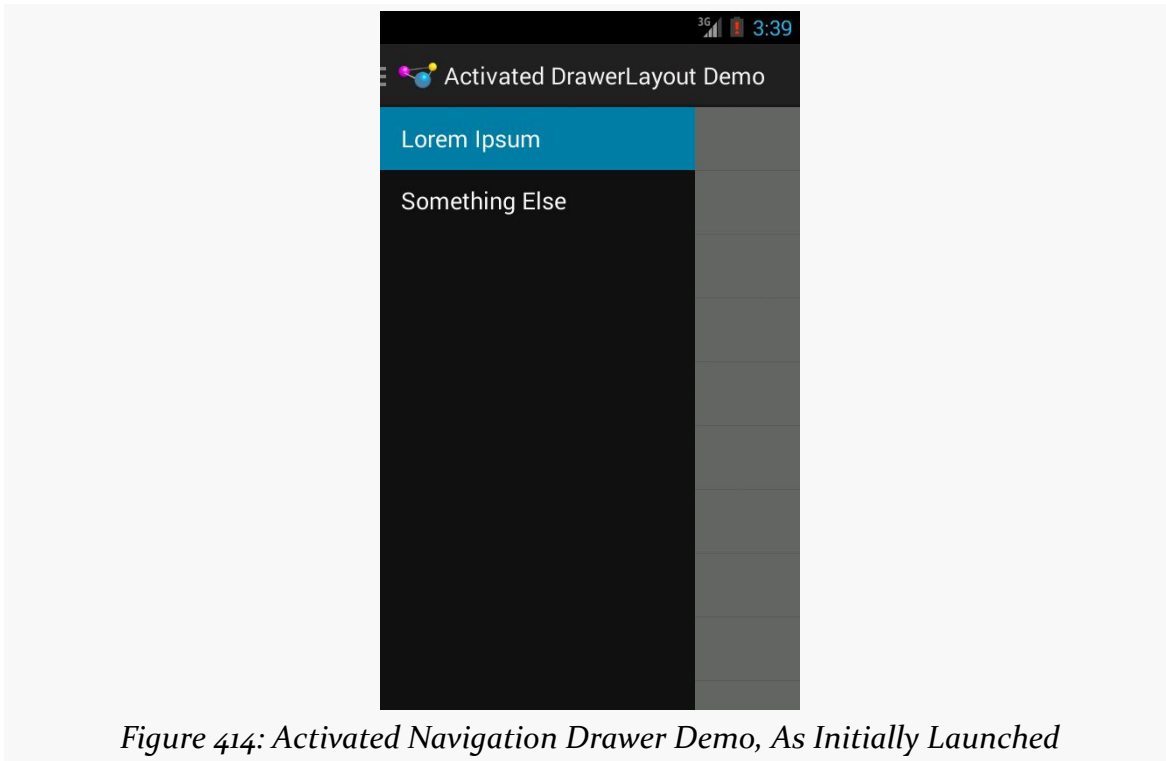 3G 3:39
Activated DrawerLayout Demo
Lorem Ipsum
Something Else
Figure 414: Activated Navigation Drawer Demo, As Initially Launched